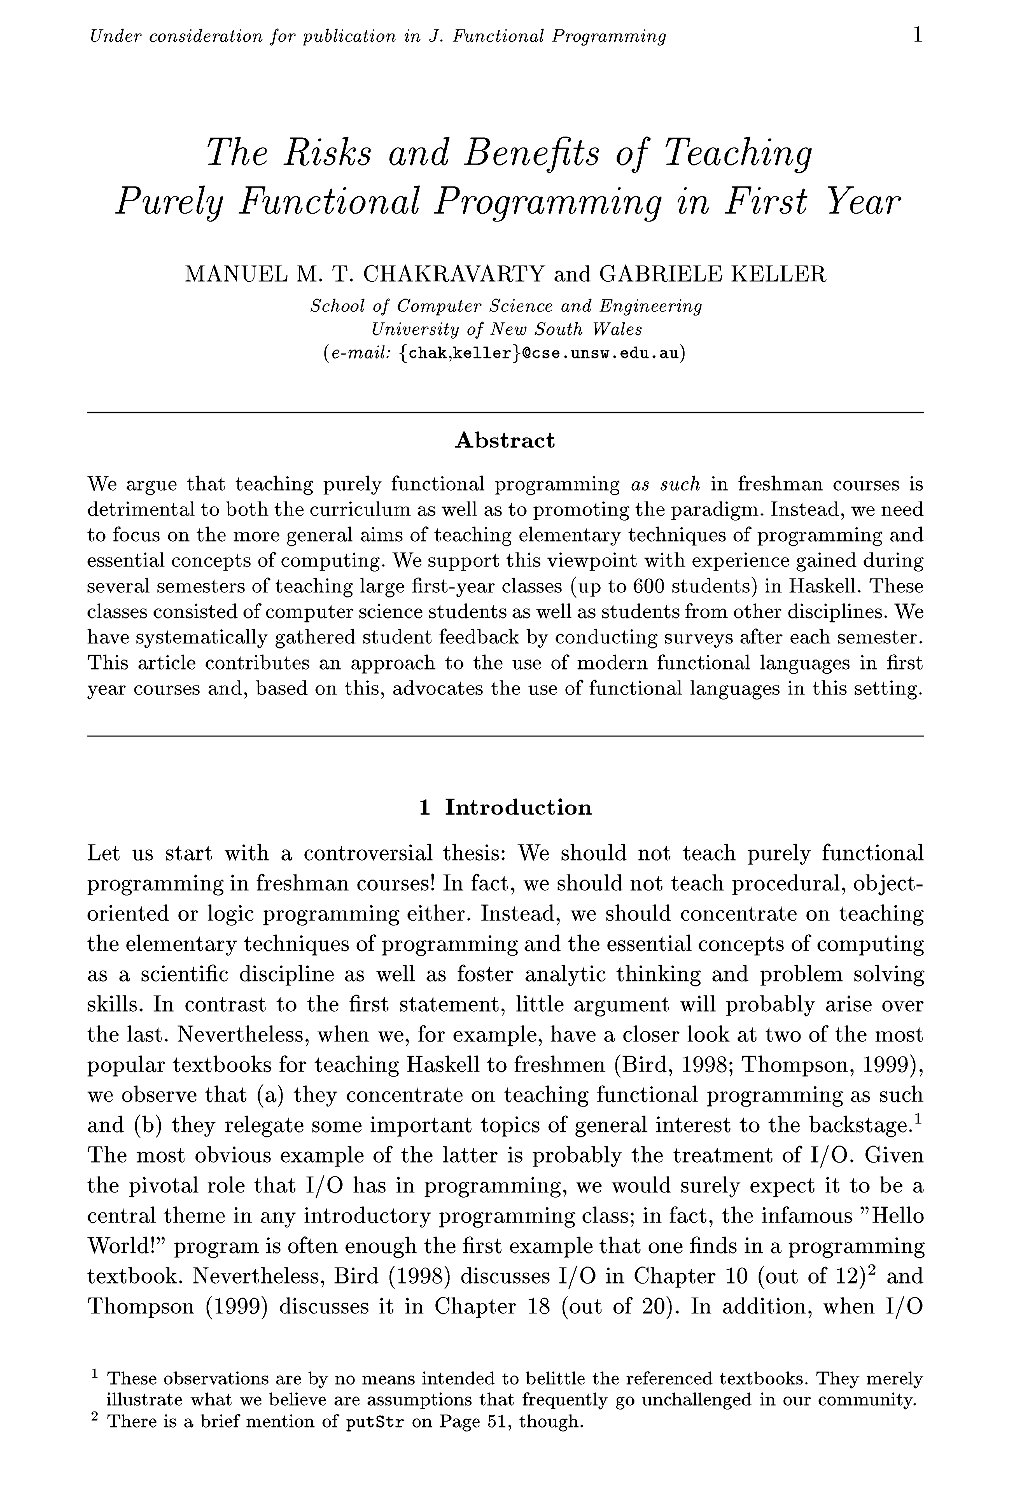 Under consideration for publication in J. Functional Programming 1
The Risks and Benefits of Teaching
Purely Functional Programming in First Year
MANUEL M. T. CHAKRAVARTY and GABRIELE KELLER
School of Computer Science and Engineering
University of New South Wales
(e-mail: {chak,keller}@cse.unsw.edu.au)
Abstract
We argue that teaching purely functional programming as such in freshman courses is
detrimental to both the curriculum as well as to promoting the paradigm. Instead, we need
to focus on the more general aims of teaching elementary techniques of programming and
essential concepts of computing. We support this viewpoint with experience gained during
several semesters of teaching large first-year classes (up to 600 students) in Haskell. These
classes consisted of computer science students as well as students from other disciplines. We
have systematically gathered student feedback by conducting surveys after each semester.
This article contributes an approach to the use of modern functional languages in first
year courses and, based on this, advocates the use of functional languages in this setting.
1 Introduction
Let us start with a controversial thesis: We should not teach purely functional
programming in freshman courses! In fact, we should not teach procedural, object-
oriented or logic programming either. Instead, we should concentrate on teaching
the elementary techniques of programming and the essential concepts of computing
as a scientific discipline as well as foster analytic thinking and problem solving
skills. In contrast to the first statement, little argument will probably arise over
the last. Nevertheless, when we, for example, have a closer look at two of the most
popular textbooks for teaching Haskell to freshmen (Bird, 1998; Thompson, 1999),
we observe that (a) they concentrate on teaching functional programming as such
and (b) they relegate some important topics of general interest to the backstage.¹
The most obvious example of the latter is probably the treatment of I/O. Given
the pivotal role that I/O has in programming, we would surely expect it to be a
central theme in any introductory programming class; in fact, the infamous ”Hello
World!” program is often enough the first example that one finds in a programming
textbook. Nevertheless, Bird (1998) discusses I/O in Chapter 10 (out of 12)² and
Thompson (1999) discusses it in Chapter 18 (out of 20). In addition, when I/O
¹ These observations are by no means intended to belittle the referenced textbooks. They merely
illustrate what we believe are assumptions that frequently go unchallenged in our community.
² There is a brief mention of putStr on Page 51, though.